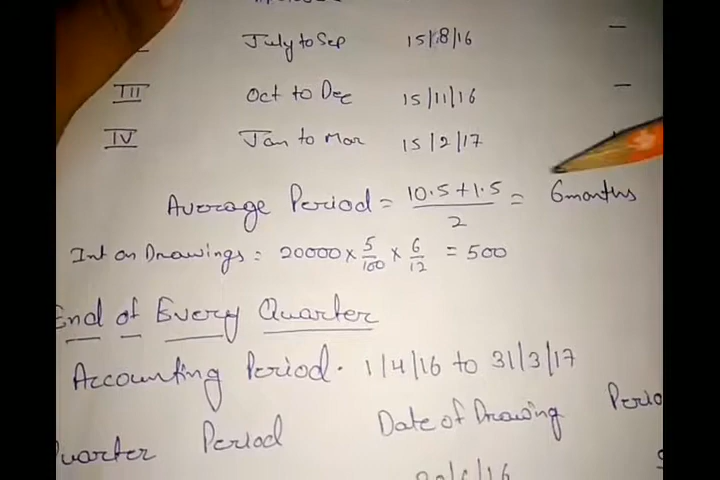 July to Sep 15/8/16 –
III Oct to Dec 15/11/16 –
IV Jan to Mar 15/2/17
Average Period = 10.5+1.5/2 = 6months
Int on Drawings = 20000 × 5/100 × 6/12 = 500
End of Every Quarter
Accounting Period. 1/4/16 to 31/3/17
Quarter Period Date of Drawing Perio